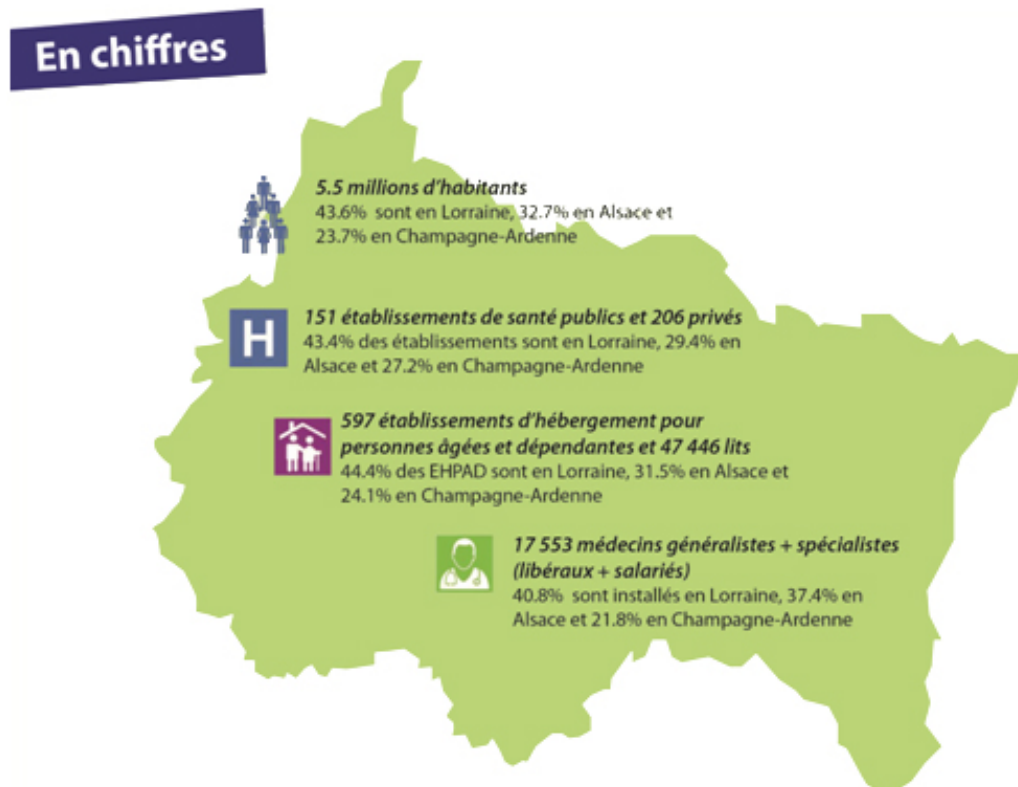 En chiffres
5.5 millions d'habitants
43.6% sont en Lorraine, 32.7% en Alsace et
23.7% en Champagne-Ardenne
H
151 établissements de santé publics et 206 privés
43.4% des établissements sont en Lorraine, 29.4% en
Alsace et 27.2% en Champagne-Ardenne
597 établissements d'hébergement pour
personnes âgées et dépendantes et 47 446 lits
44.4% des EHPAD sont en Lorraine, 31.5% en Alsace et
24.1% en Champagne-Ardenne
17 553 médecins généralistes + spécialistes
(libéraux + salariés)
40.8% sont installés en Lorraine, 37.4% en
Alsace et 21.8% en Champagne-Ardenne